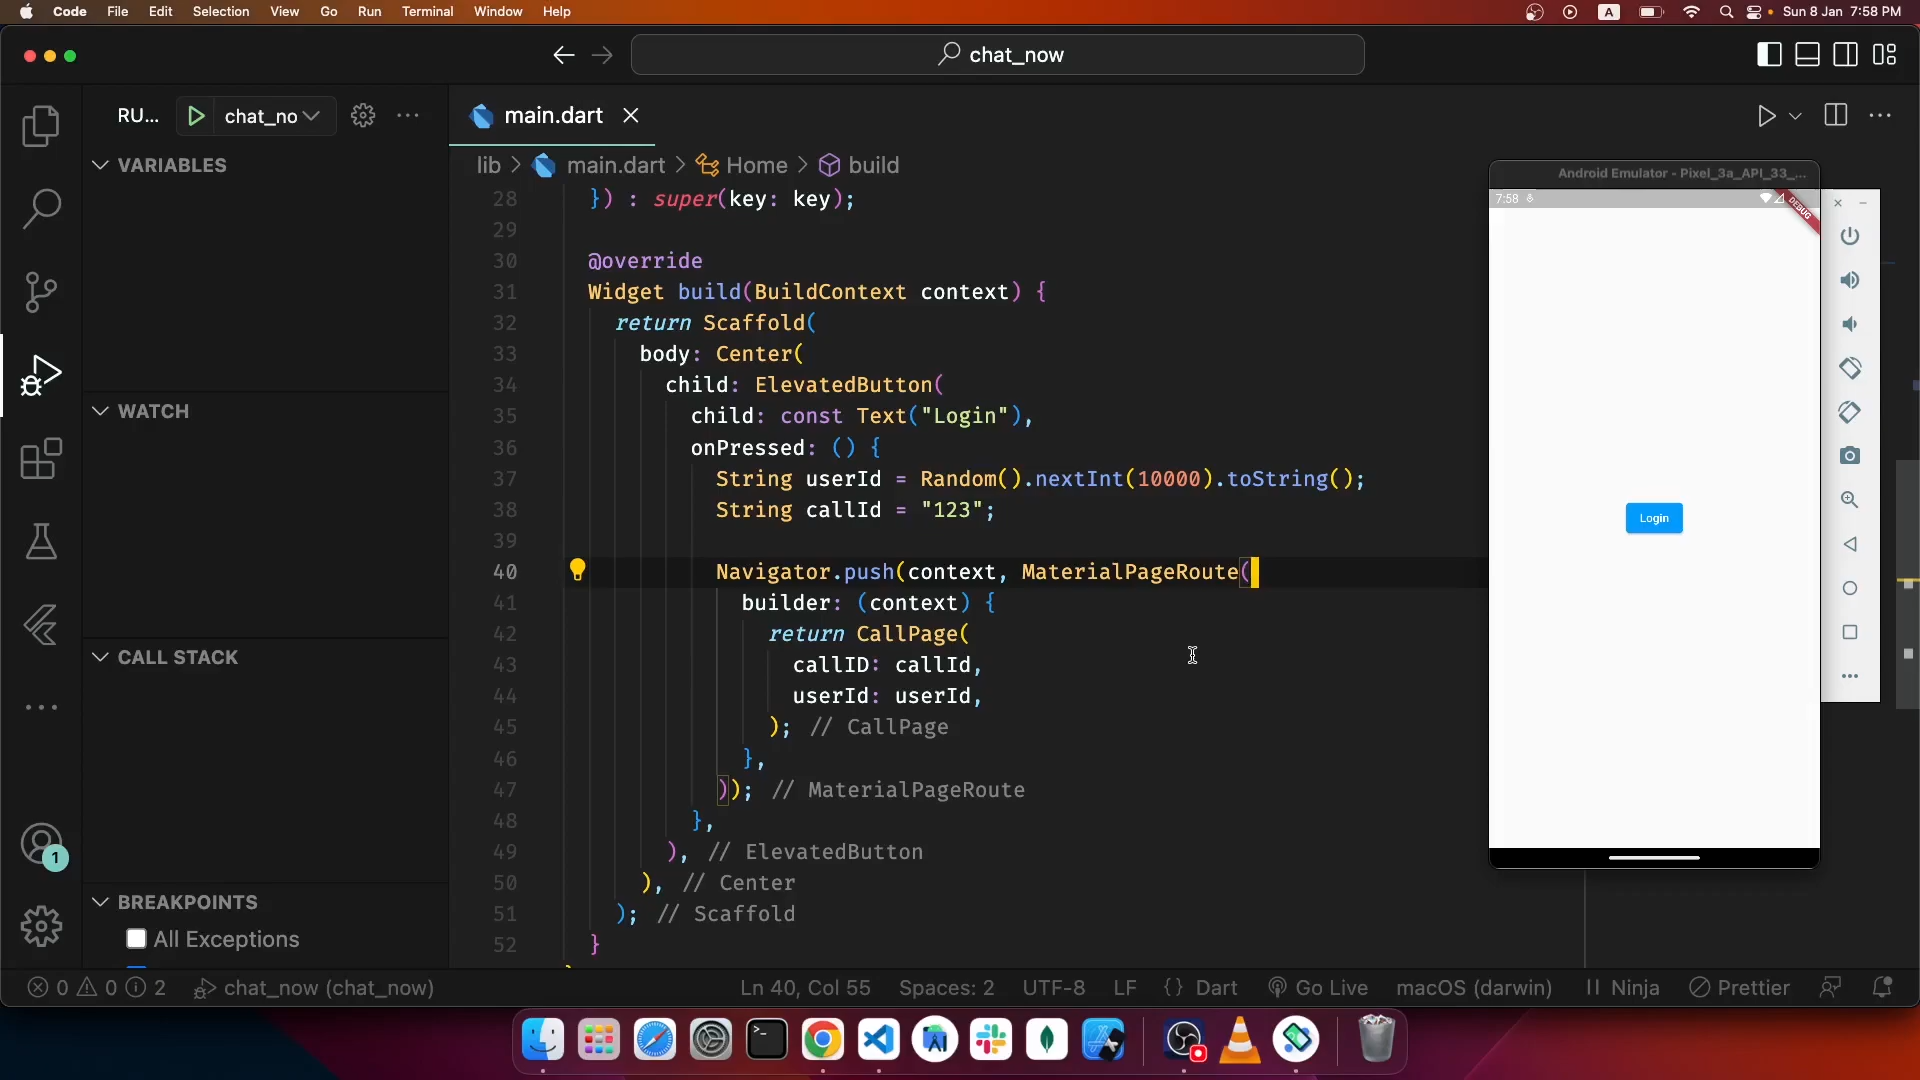 Code File Edit Selection View Go Run Terminal Window Help
A Sun 8 Jan 7:58 PM
chat_now
RU... chat_no
main.dart
lib > main.dart > Home > build
VARIABLES
WATCH
CALL STACK
BREAKPOINTS
All Exceptions
1
28 }) : super(key: key);
29
30 @override
31 Widget build(BuildContext context) {
32 return Scaffold(
33 body: Center(
34 child: ElevatedButton(
35 child: const Text("Login"),
36 onPressed: () {
37 String userId = Random().nextInt(10000).toString();
38 String callId = "123";
39
40 Navigator.push(context, MaterialPageRoute(
41 builder: (context) {
42 return CallPage(
43 callID: callId,
44 userId: userId,
45 ); // CallPage
46 },
47 )); // MaterialPageRoute
48 },
49 ), // ElevatedButton
50 ), // Center
51 ); // Scaffold
52 }
Android Emulator - Pixel_3a_API_33_...
7:58
DEBUG
Login
0 0 2 chat_now (chat_now)
Ln 40, Col 55 Spaces: 2 UTF-8 LF {} Dart Go Live macOS (darwin) Ninja Prettier